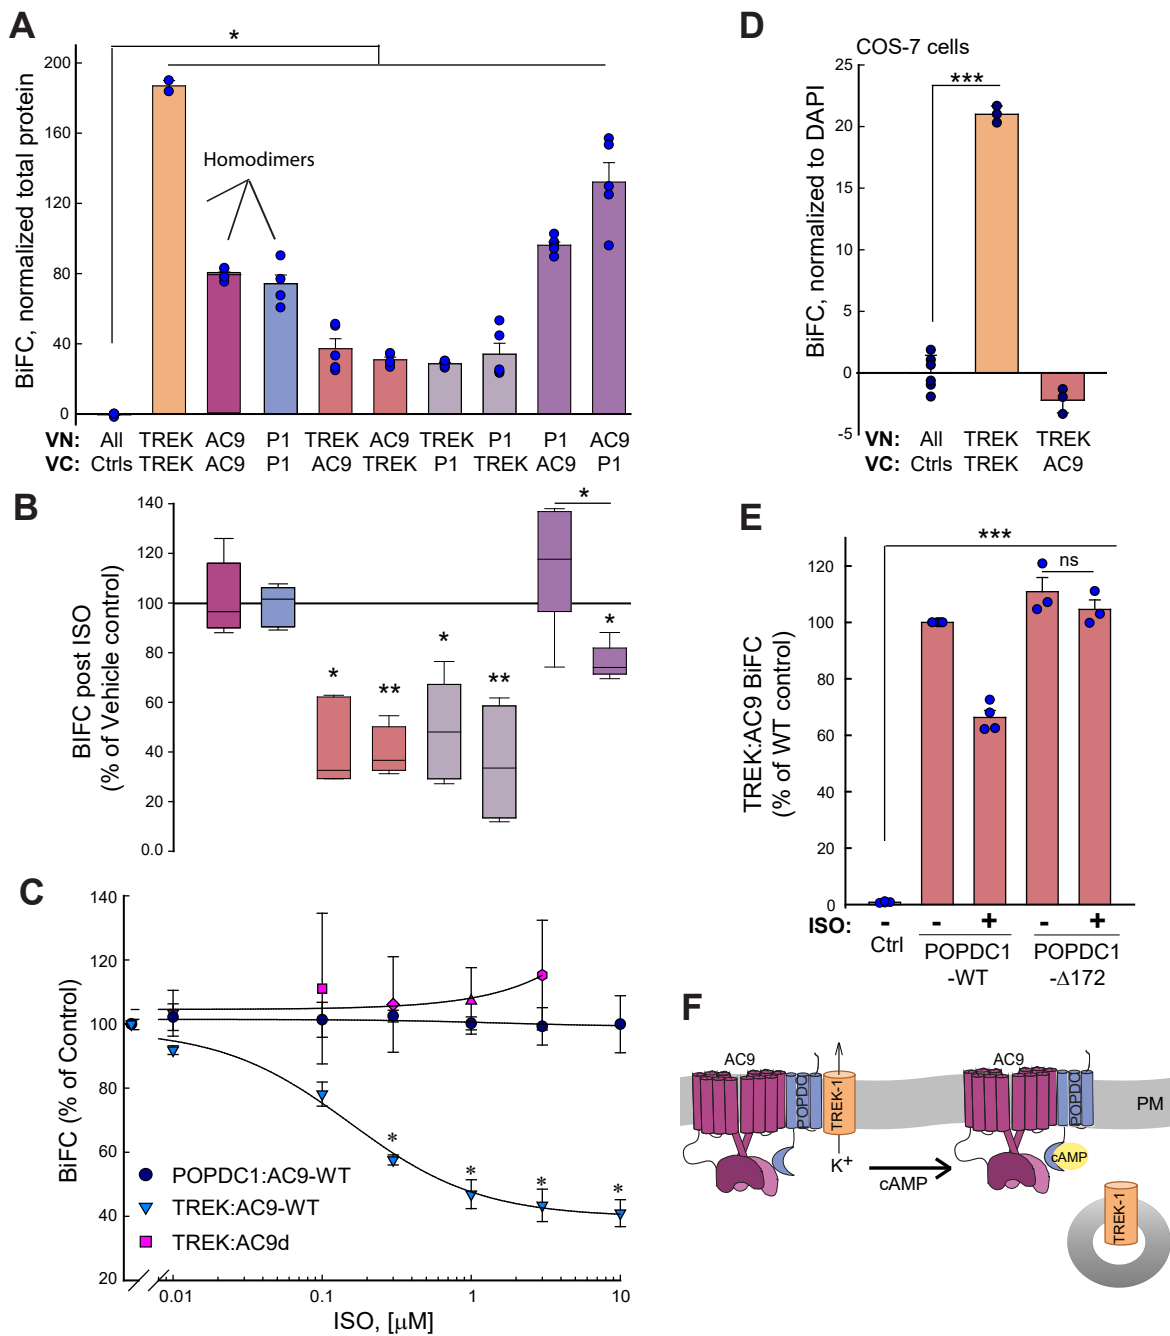 A
*
BiFC, normalized total protein
200
160
120
80
40
0
Homodimers
VN: All TREK AC9 P1 TREK AC9 TREK P1 P1 AC9
VC: Ctrls TREK AC9 P1 AC9 TREK P1 TREK AC9 P1
D
COS-7 cells
***
BiFC, normalized to DAPI
25
20
15
10
5
0
-5
VN: All TREK TREK
VC: Ctrls TREK AC9
B
BIFC post ISO
(% of Vehicle control)
140
120
100
80
60
40
20
0.0
* ** * ** * *
E
TREK:AC9 BiFC
(% of WT control)
***
ns
120
100
80
60
40
20
0
ISO: - - + - +
Ctrl POPDC1 POPDC1
-WT -Δ172
C
BiFC (% of Control)
140
120
100
80
60
40
20
* * * *
POPDC1:AC9-WT
TREK:AC9-WT
TREK:AC9d
0.01 0.1 1 10
ISO, [μM]
F
AC9 AC9
POPDC TREK-1 POPDC PM
K+ cAMP
cAMP
TREK-1